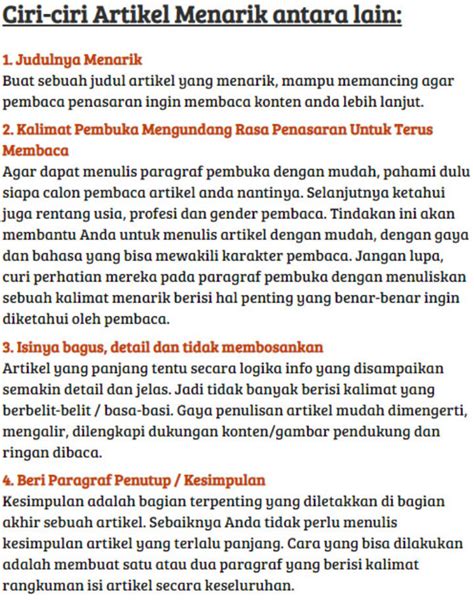 Ciri-ciri Artikel Menarik antara lain:
1. Judulnya Menarik
Buat sebuah judul artikel yang menarik, mampu memancing agar
pembaca penasaran ingin membaca konten anda lebih lanjut.
2. Kalimat Pembuka Mengundang Rasa Penasaran Untuk Terus
Membaca
Agar dapat menulis paragraf pembuka dengan mudah, pahami dulu
siapa calon pembaca artikel anda nantinya. Selanjutnya ketahui
juga rentang usia, profesi dan gender pembaca. Tindakan ini akan
membantu Anda untuk menulis artikel dengan mudah, dengan gaya
dan bahasa yang bisa mewakili karakter pembaca. Jangan lupa,
curi perhatian mereka pada paragraf pembuka dengan menuliskan
sebuah kalimat menarik berisi hal penting yang benar-benar ingin
diketahui oleh pembaca.
3. Isinya bagus, detail dan tidak membosankan
Artikel yang panjang tentu secara logika info yang disampaikan
semakin detail dan jelas. Jadi tidak banyak berisi kalimat yang
berbelit-belit / basa-basi. Gaya penulisan artikel mudah dimengerti,
mengalir, dilengkapi dukungan konten/gambar pendukung dan
ringan dibaca.
4. Beri Paragraf Penutup / Kesimpulan
Kesimpulan adalah bagian terpenting yang diletakkan di bagian
akhir sebuah artikel. Sebaiknya Anda tidak perlu menulis
kesimpulan artikel yang terlalu panjang. Cara yang bisa dilakukan
adalah membuat satu atau dua paragraf yang berisi kalimat
rangkuman isi artikel secara keseluruhan.